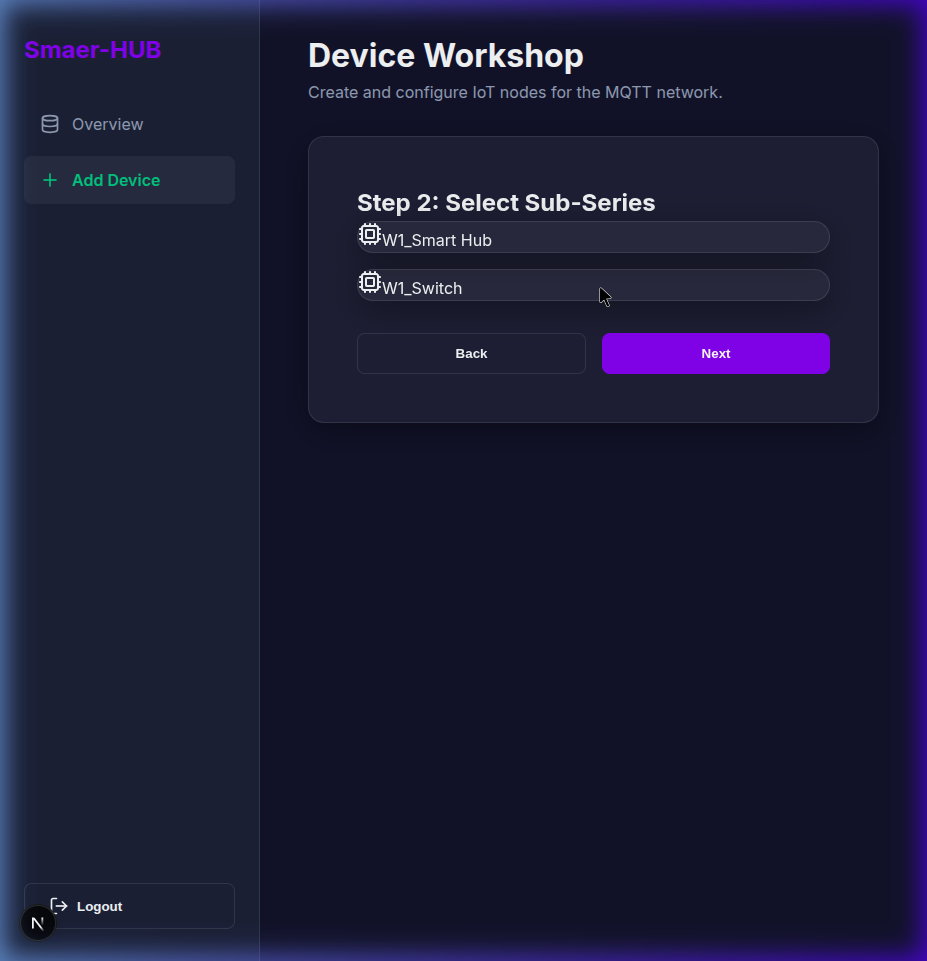 Smaer-HUB
Overview
Add Device
Logout
N
Device Workshop
Create and configure IoT nodes for the MQTT network.
Step 2: Select Sub-Series
W1_Smart Hub
W1_Switch
Back
Next